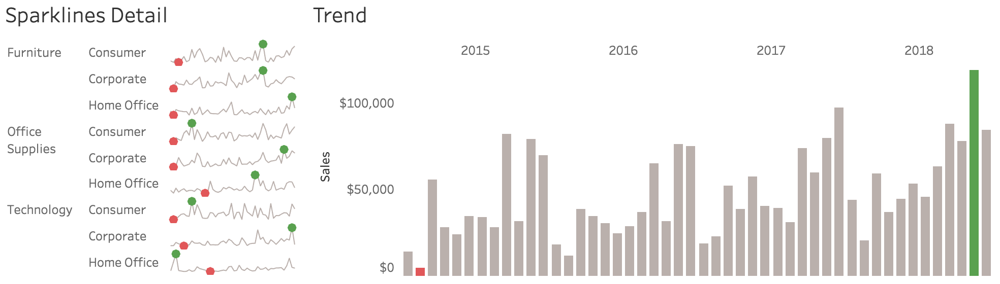 Sparklines Detail
Furniture
Consumer
Corporate
Home Office
Office
Supplies
Consumer
Corporate
Home Office
Technology
Consumer
Corporate
Home Office
Trend
2015
2016
2017
2018
Sales
$100,000
$50,000
$0